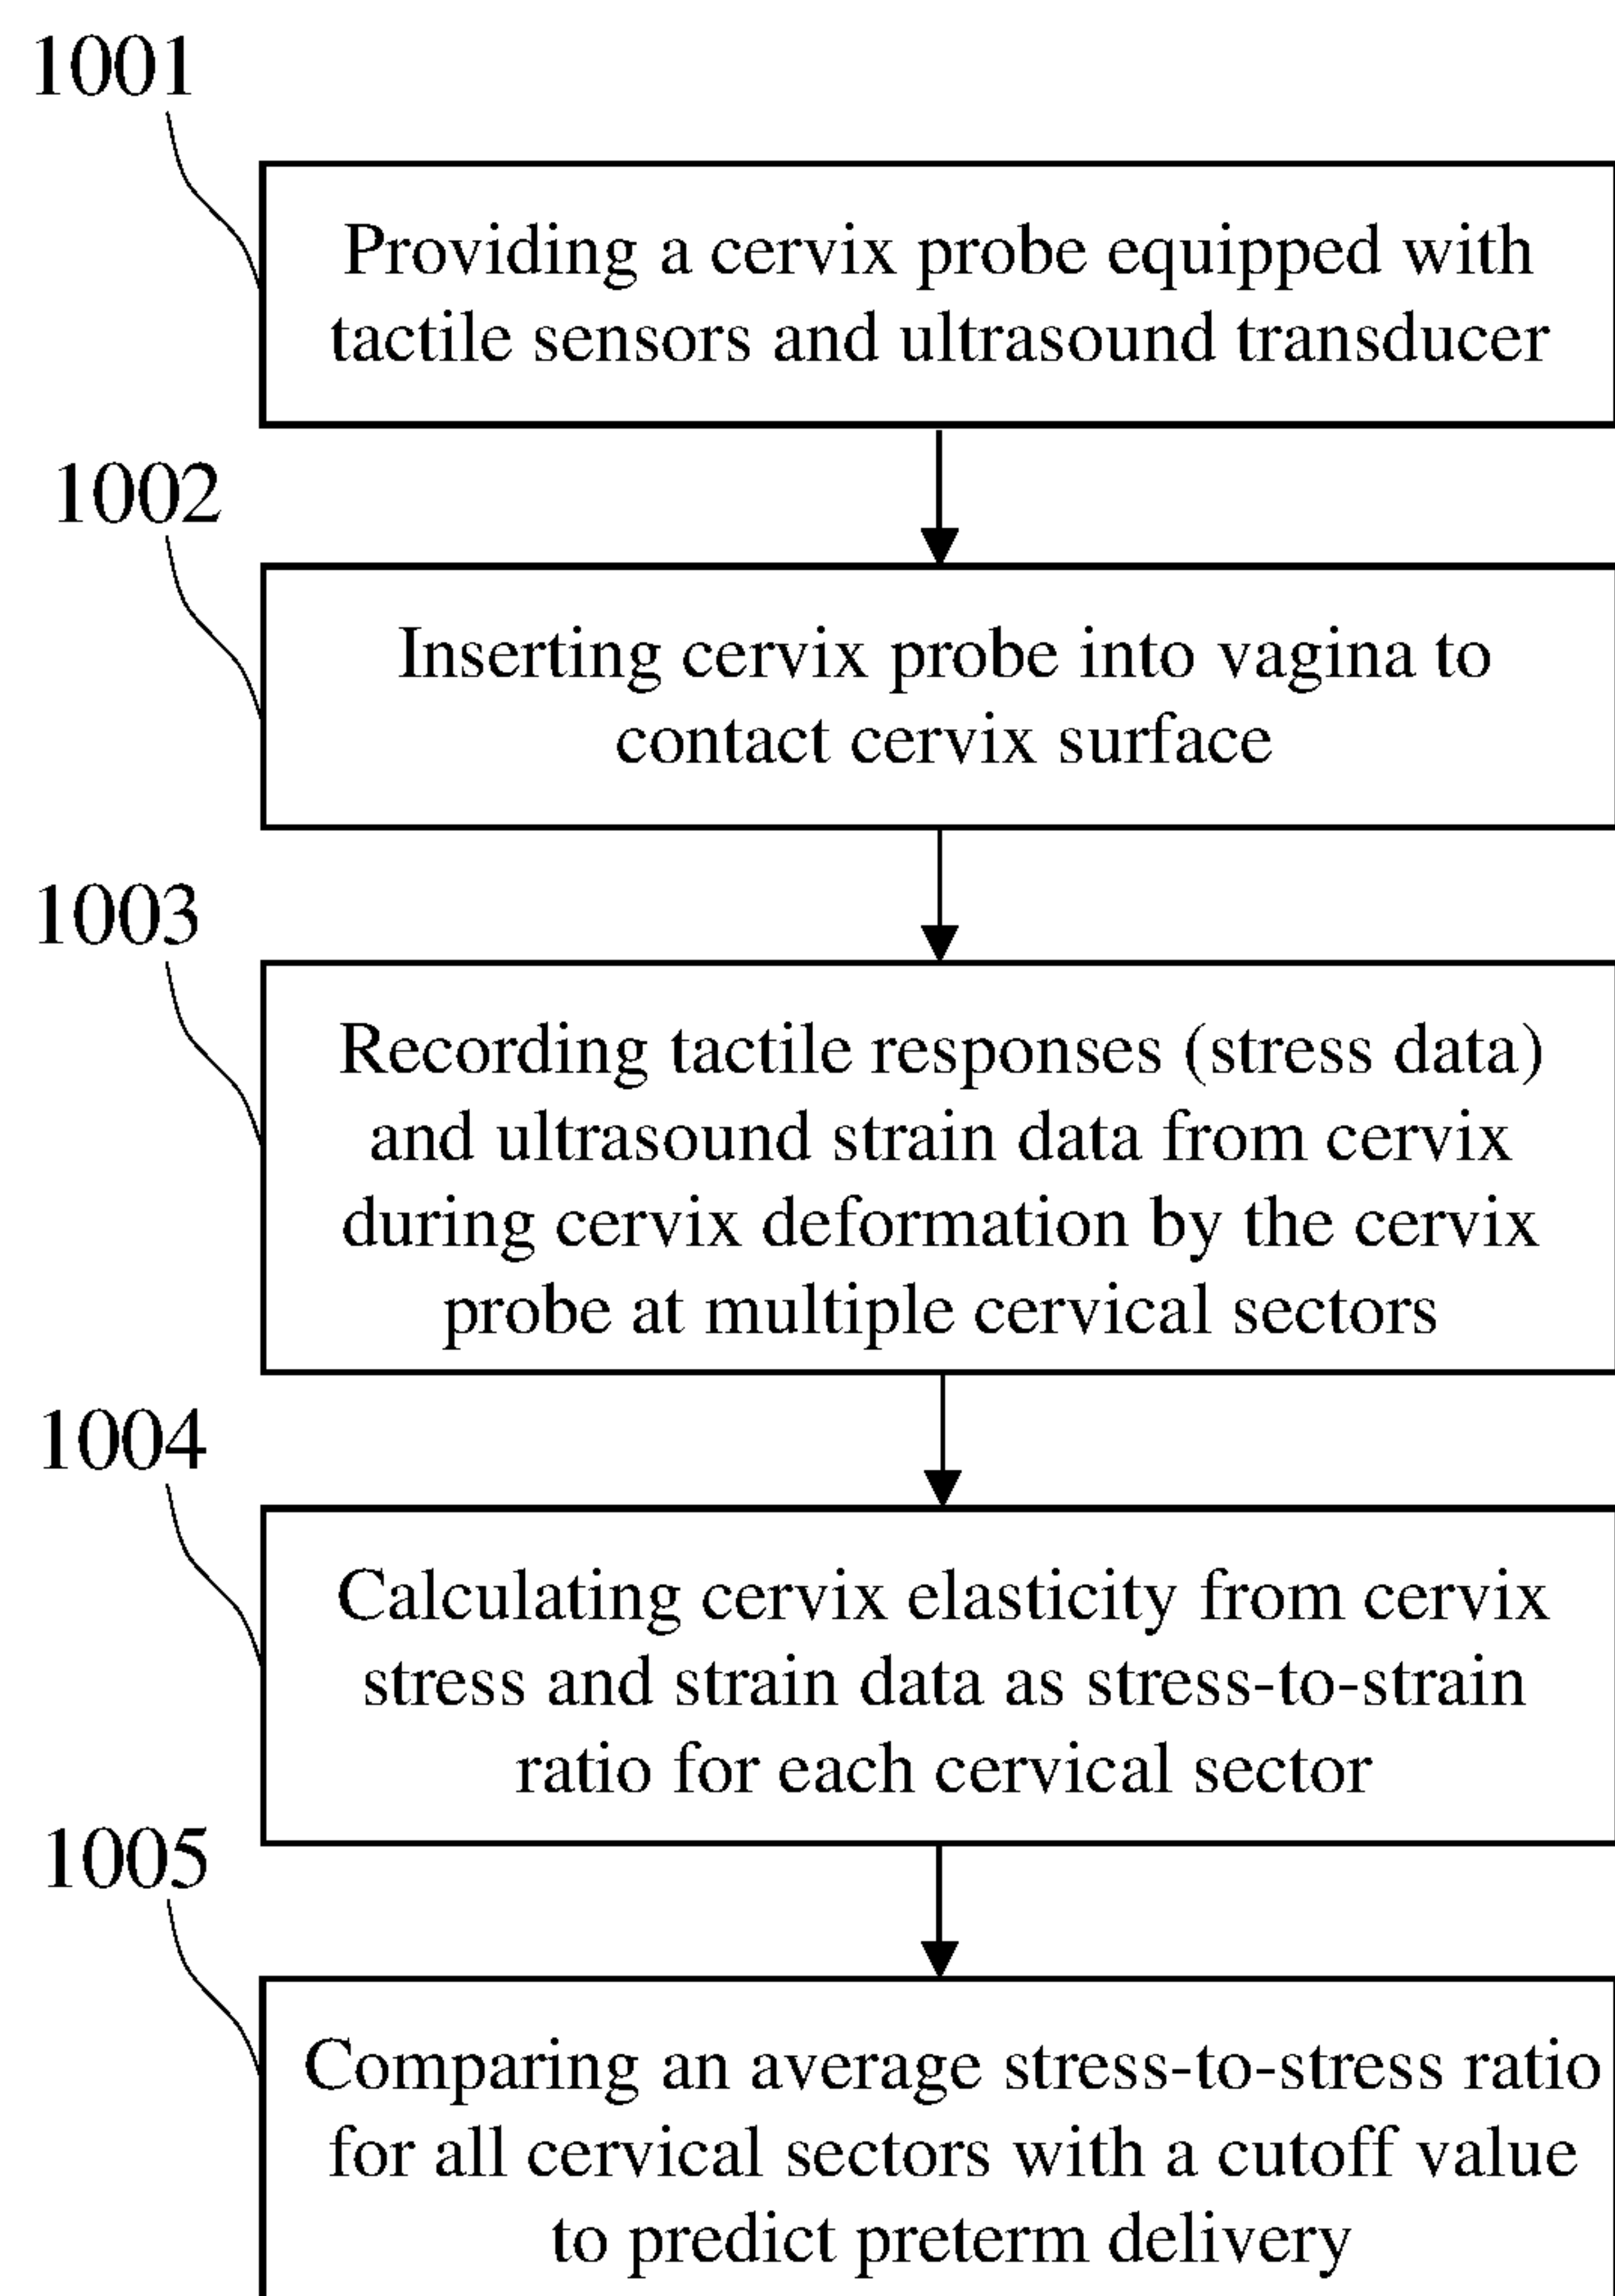 1001
Providing a cervix probe equipped with
tactile sensors and ultrasound transducer
1002
Inserting cervix probe into vagina to
contact cervix surface
1003
Recording tactile responses (stress data)
and ultrasound strain data from cervix
during cervix deformation by the cervix
probe at multiple cervical sectors
1004
Calculating cervix elasticity from cervix
stress and strain data as stress-to-strain
ratio for each cervical sector
1005
Comparing an average stress-to-stress ratio
for all cervical sectors with a cutoff value
to predict preterm delivery